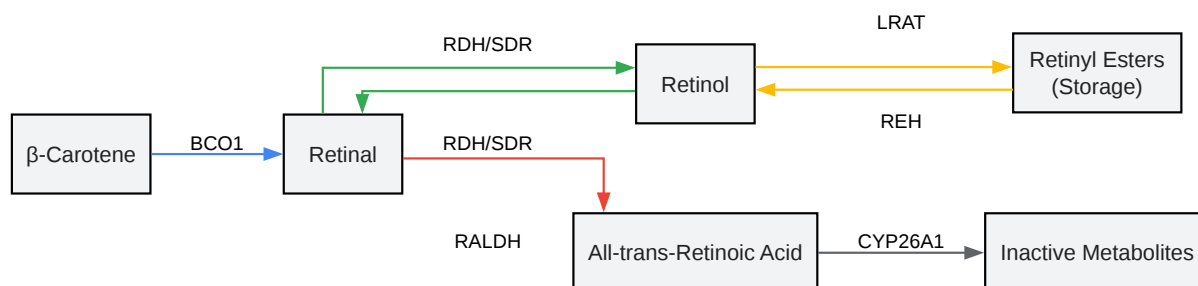 LRAT
RDH/SDR
Retinol
Retinyl Esters
(Storage)
REH
β-Carotene
BCO1
Retinal
RDH/SDR
RALDH
All-trans-Retinoic Acid
CYP26A1
Inactive Metabolites